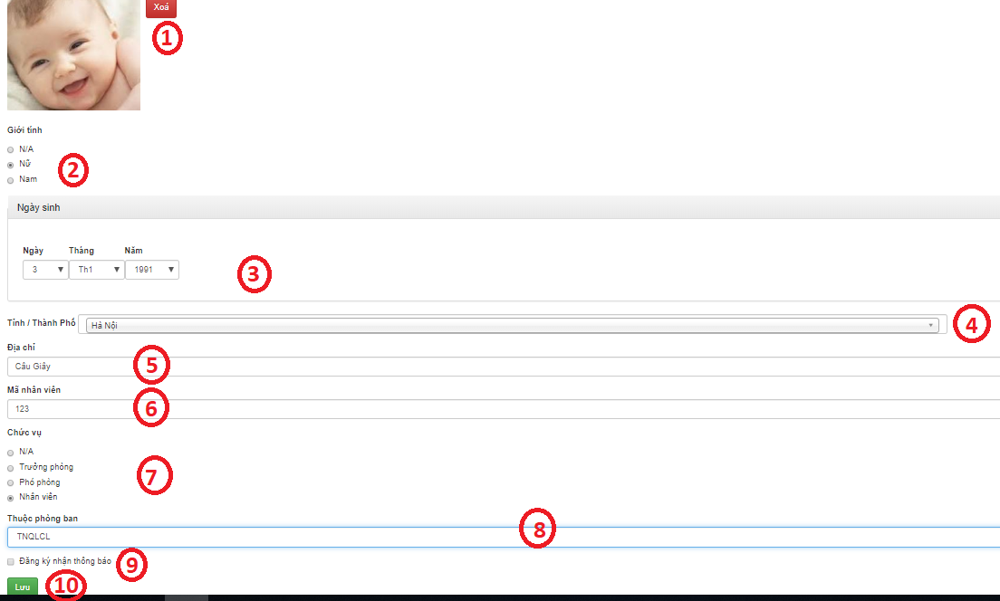 Xoá
1
Giới tính
N/A
Nữ
Nam
2
Ngày sinh
Ngày Tháng Năm
3 Th1 1991
3
Tỉnh / Thành Phố Hà Nội
4
Địa chỉ
Cầu Giấy
5
Mã nhân viên
123
6
Chức vụ
N/A
Trưởng phòng
Phó phòng
Nhân viên
7
Thuộc phòng ban
TNQLCL
8
Đăng ký nhận thông báo
9
Lưu
10